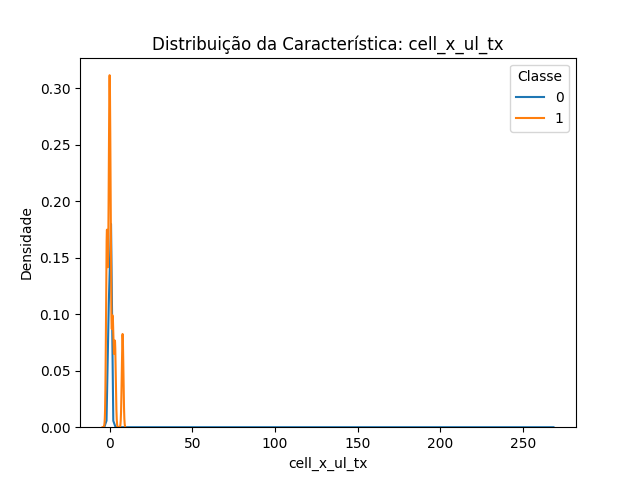 Distribuição da Característica: cell_x_ul_tx
Classe
0
1
Densidade
0.30
0.25
0.20
0.15
0.10
0.05
0.00
0 50 100 150 200 250
cell_x_ul_tx